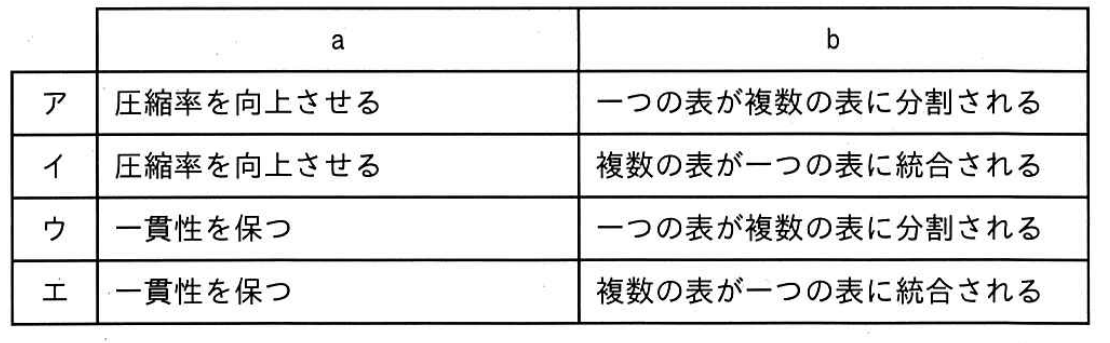 a b
ア 圧縮率を向上させる 一つの表が複数の表に分割される
イ 圧縮率を向上させる 複数の表が一つの表に統合される
ウ 一貫性を保つ 一つの表が複数の表に分割される
エ 一貫性を保つ 複数の表が一つの表に統合される